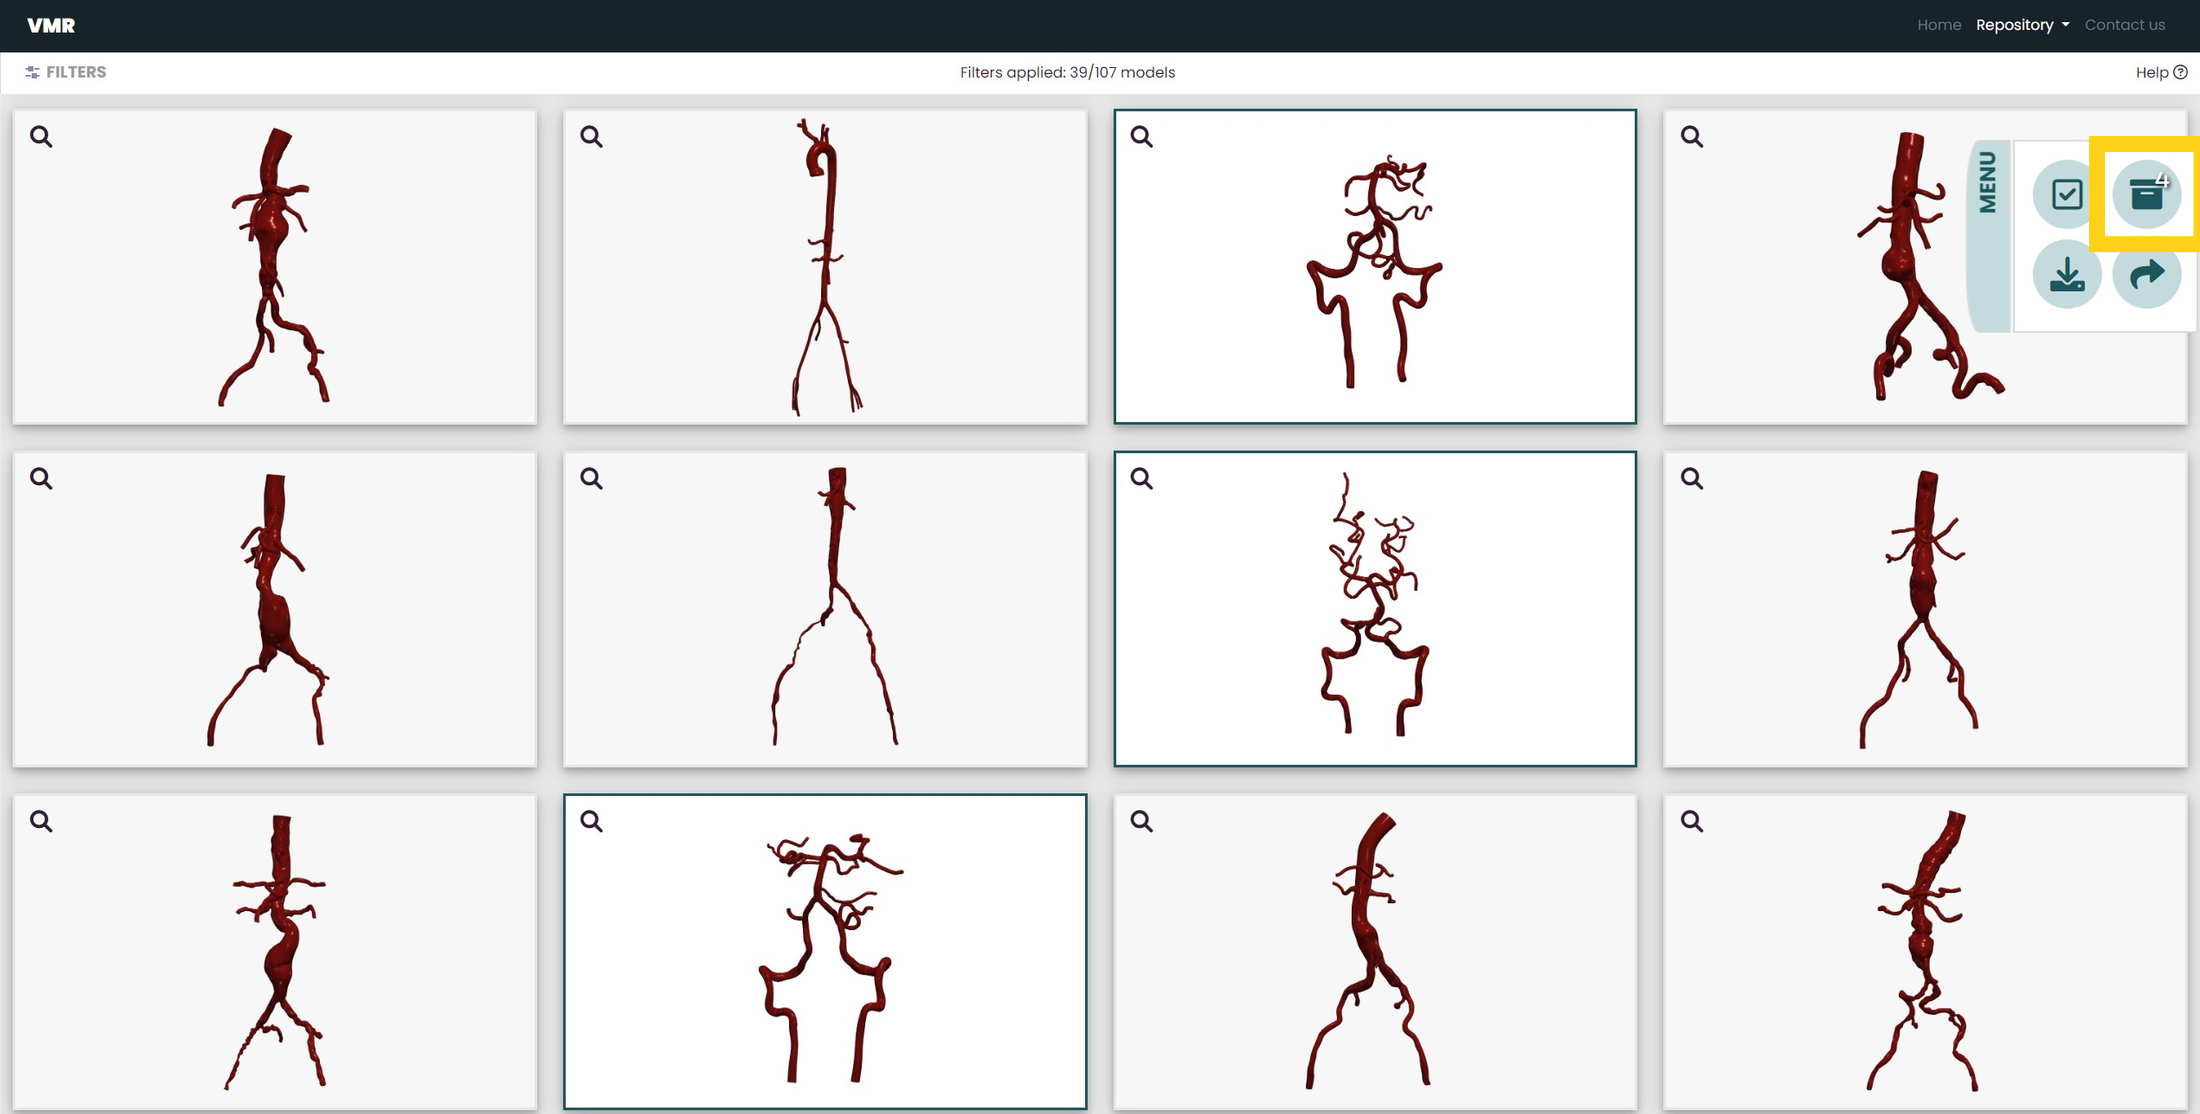 VMR
Home Repository Contact us
FILTERS
Filters applied: 39/107 models
Help
MENU
4